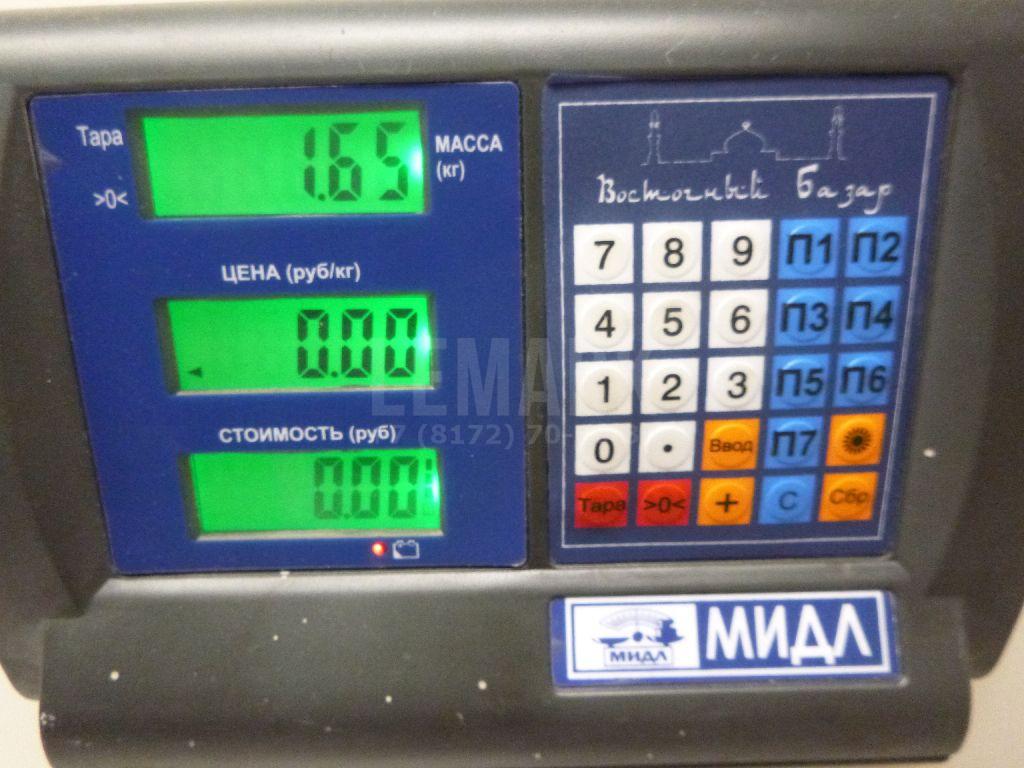 Тара
1.65
МАССА
(кг)
>0<
ЦЕНА (руб/кг)
0.00
СТОИМОСТЬ (руб)
0.00
Восточный Базар
7 8 9 П1 П2
4 5 6 П3 П4
1 2 3 П5 П6
0 . Ввод П7
Тара >0< + С Сбр
МИДЛ
МИДЛ